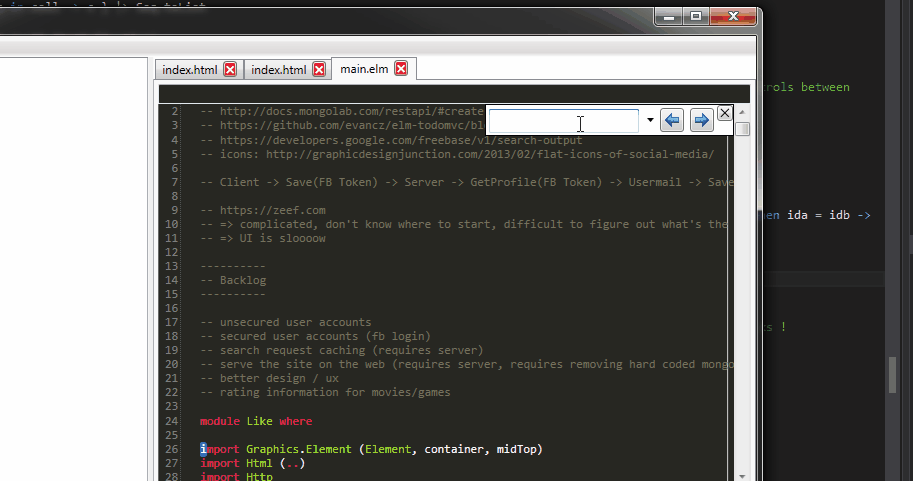 index.html index.html main.elm
rols between
2 -- http://docs.mongolab.com/restapi/#create
3 -- https://github.com/evancz/elm-todomvc/bl
4 -- https://developers.google.com/freebase/v1/search-output
5 -- icons: http://graphicdesignjunction.com/2013/02/flat-icons-of-social-media/
6
7 -- Client -> Save(FB Token) -> Server -> GetProfile(FB Token) -> Usermail -> Save
8
9 -- https://zeef.com
en ida = idb ->
10 -- => complicated, don't know where to start, difficult to figure out what's the
11 -- => UI is sloooow
12
13 ----------
14 -- Backlog
15 ----------
16
17 -- unsecured user accounts
s !
18 -- secured user accounts (fb login)
19 -- search request caching (requires server)
20 -- serve the site on the web (requires server, requires removing hard coded mongo
21 -- better design / ux
22 -- rating information for movies/games
23
24 module Like where
25
26 import Graphics.Element (Element, container, midTop)
27 import Html (..)
28 import Http